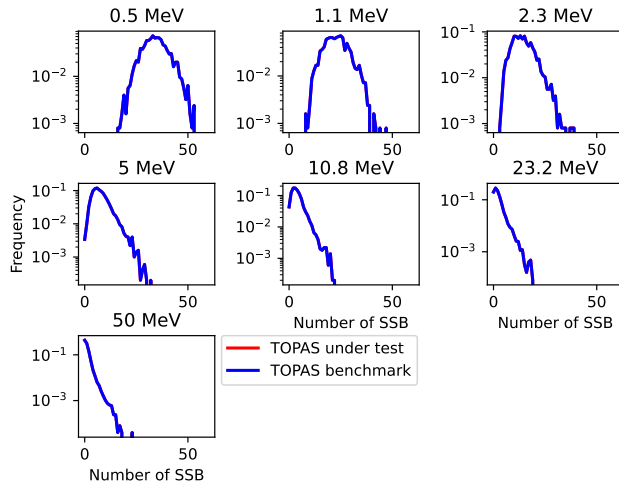 0.5 MeV
1.1 MeV
2.3 MeV
10⁻²
10⁻³
0
50
10⁻²
10⁻³
0
50
10⁻¹
10⁻²
10⁻³
0
50
5 MeV
10.8 MeV
23.2 MeV
Frequency
10⁻¹
10⁻²
10⁻³
0
50
10⁻¹
10⁻³
0
50
Number of SSB
10⁻¹
10⁻³
0
50
Number of SSB
50 MeV
10⁻¹
10⁻³
0
50
Number of SSB
TOPAS under test
TOPAS benchmark